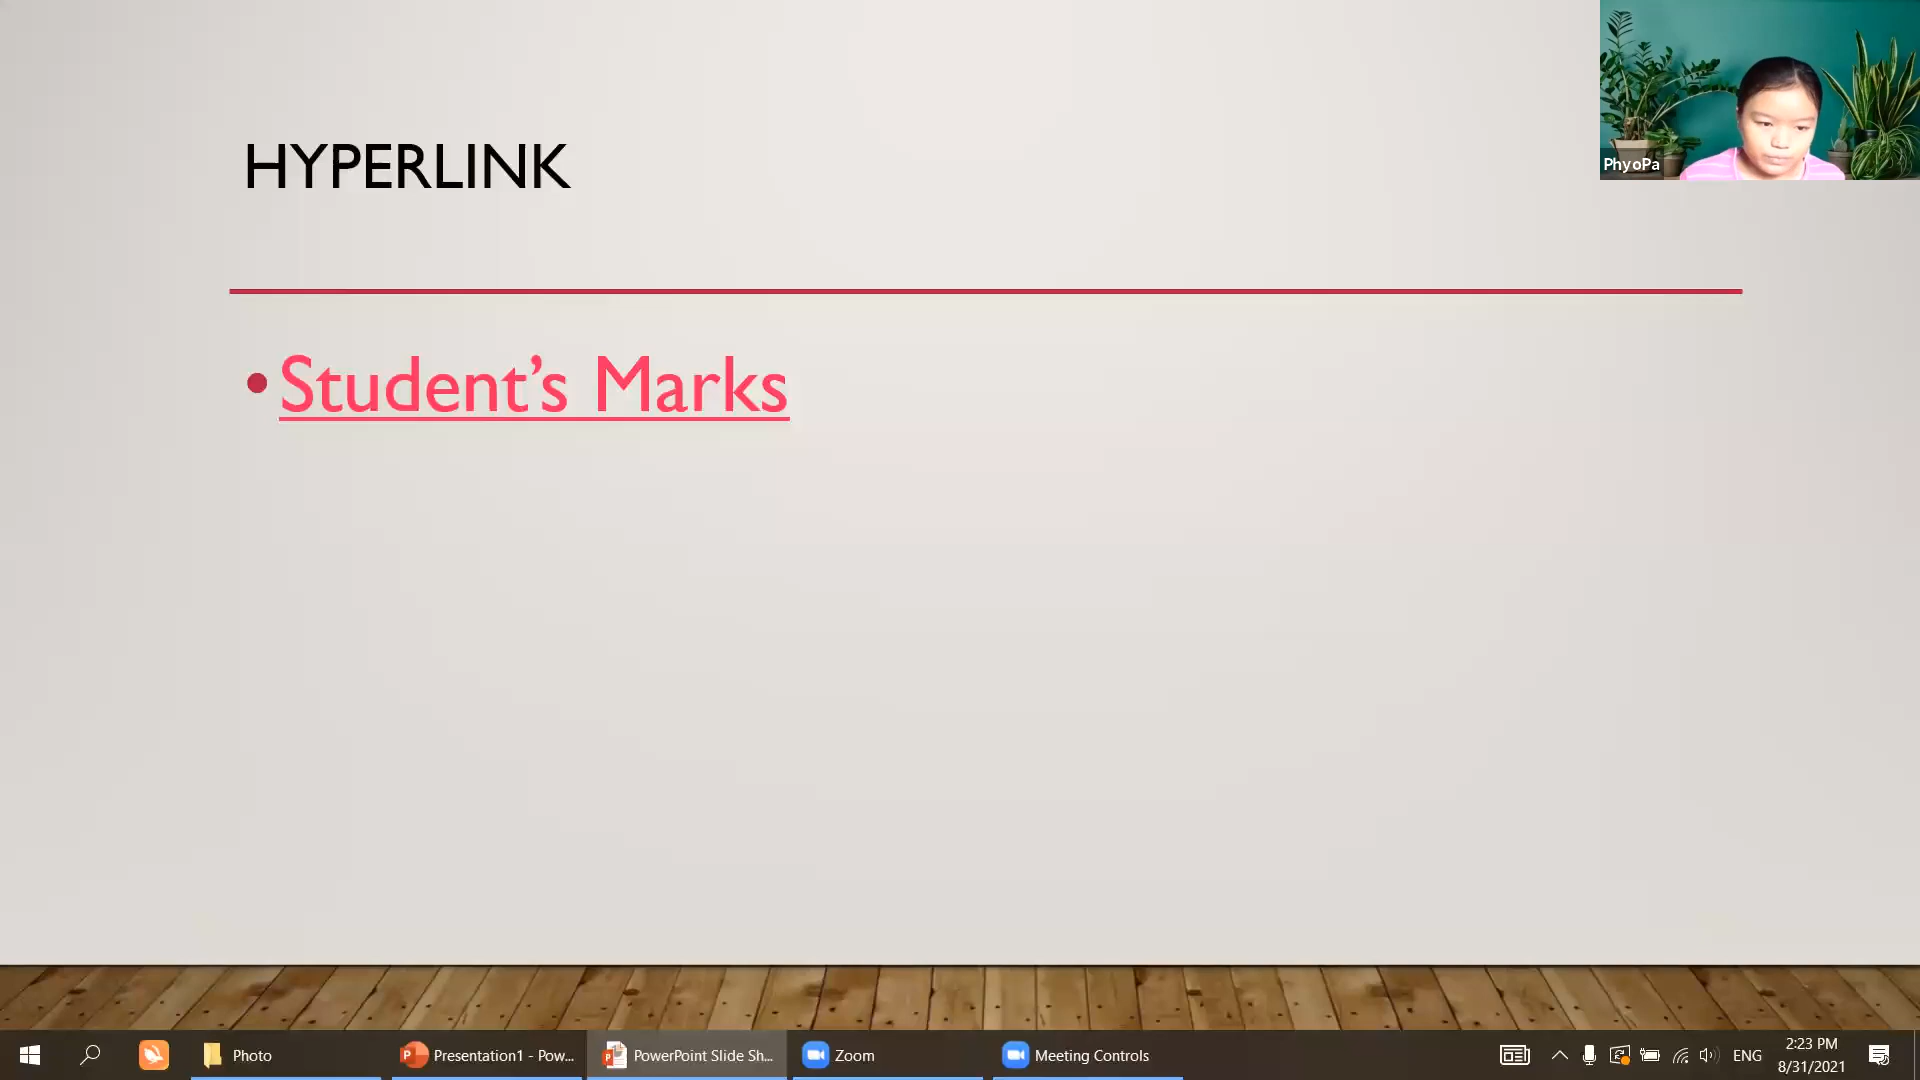 PhyoPa
HYPERLINK
• Student’s Marks
Photo
Presentation1 - Pow...
PowerPoint Slide Sh...
Zoom
Meeting Controls
ENG
2:23 PM
8/31/2021